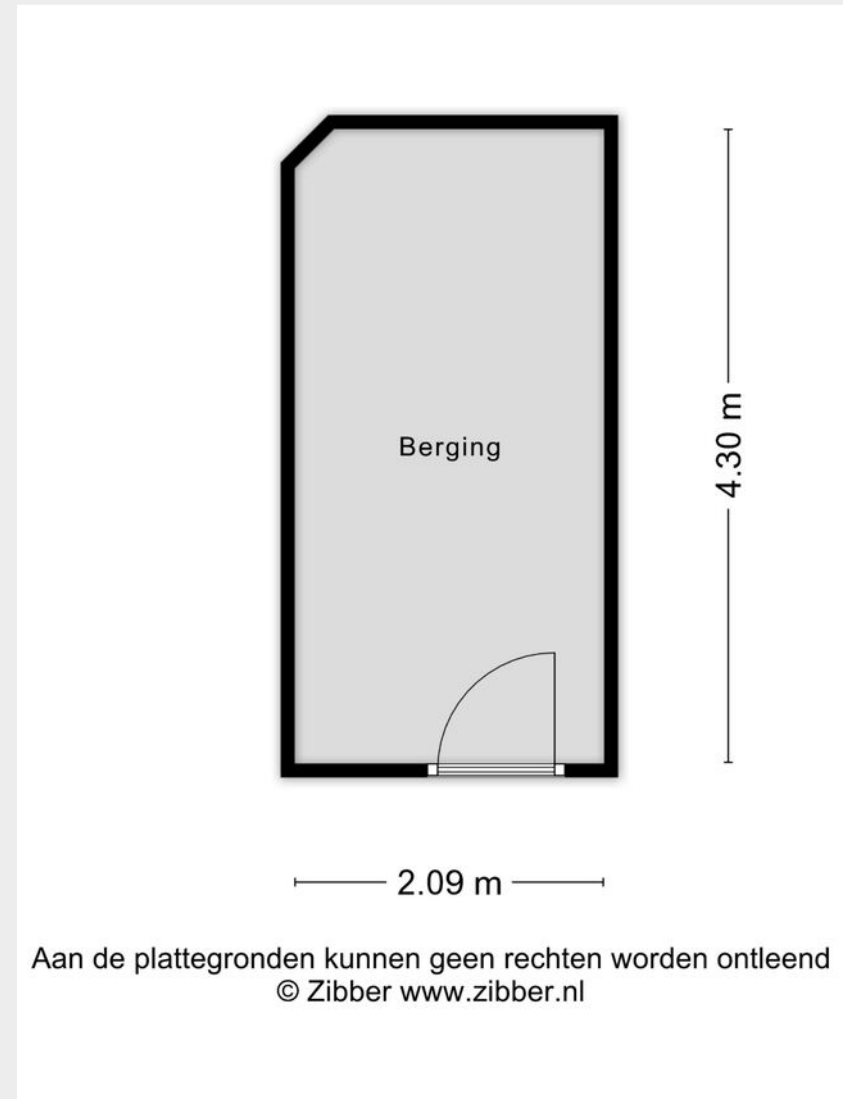 Berging
4.30 m
2.09 m
Aan de plattegronden kunnen geen rechten worden ontleend
© Zibber www.zibber.nl